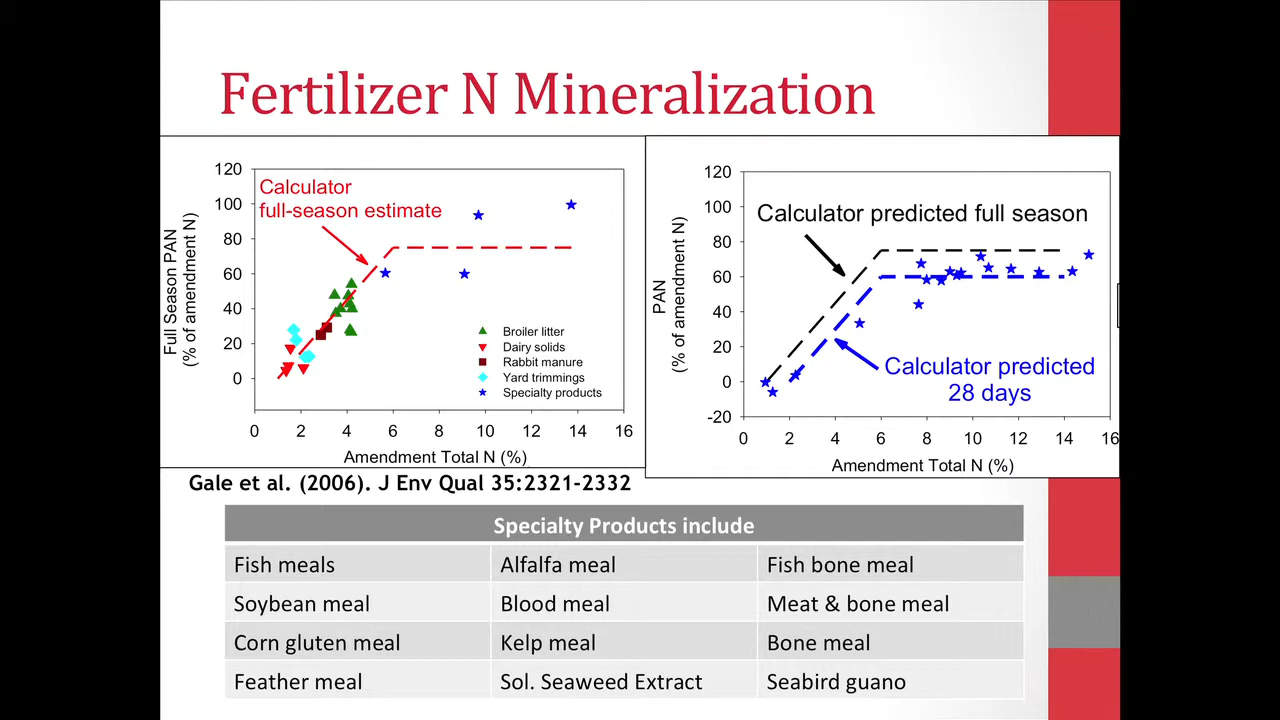 Fertilizer N Mineralization
Full Season PAN
(% of amendment N)
120
100
80
60
40
20
0
Calculator
full-season estimate
Broiler litter
Dairy solids
Rabbit manure
Yard trimmings
Specialty products
0 2 4 6 8 10 12 14 16
Amendment Total N (%)
PAN
(% of amendment N)
120
100
80
60
40
20
0
-20
Calculator predicted full season
Calculator predicted
28 days
0 2 4 6 8 10 12 14 16
Amendment Total N (%)
Gale et al. (2006). J Env Qual 35:2321-2332
Specialty Products include
Fish meals Alfalfa meal Fish bone meal
Soybean meal Blood meal Meat & bone meal
Corn gluten meal Kelp meal Bone meal
Feather meal Sol. Seaweed Extract Seabird guano